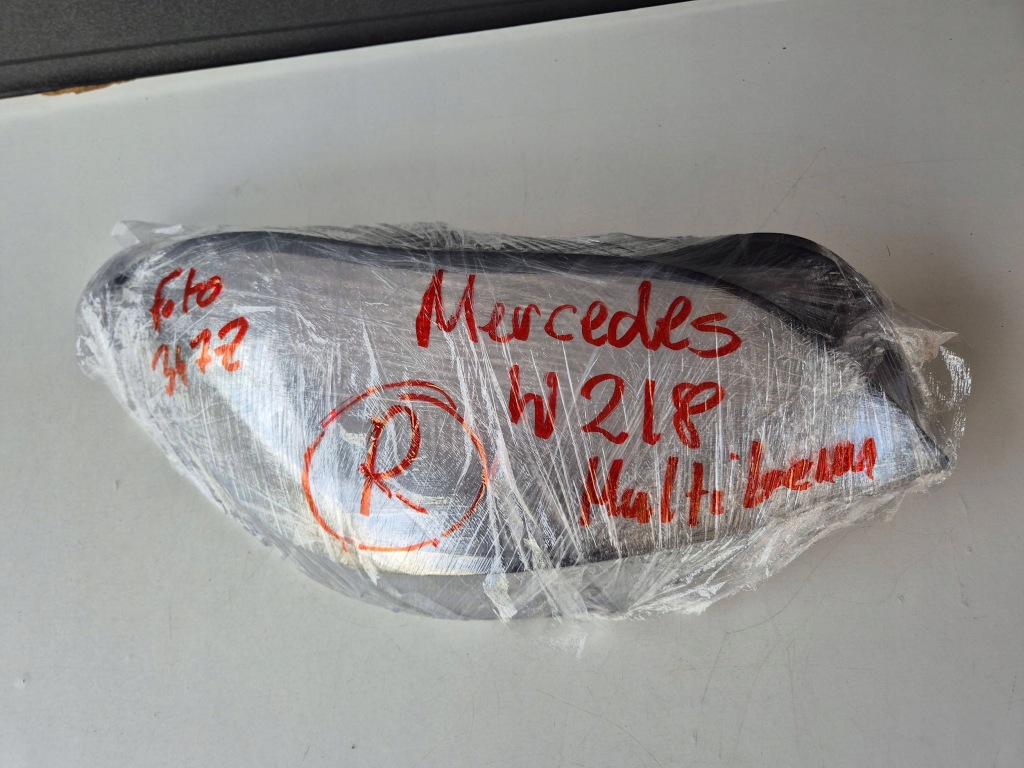 foto
3472
Mercedes
W218
R
Multibeam